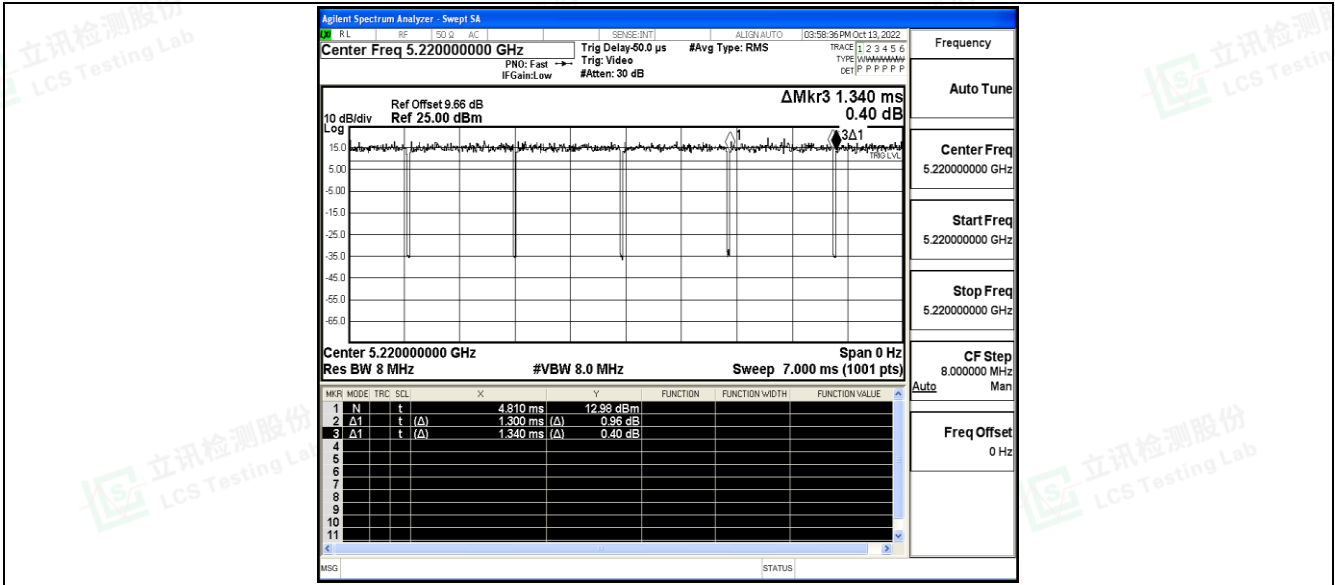 Agilent Spectrum Analyzer - Swept SA
RL RF 50 Ω AC SENSE:INT ALIGN AUTO 03:58:36 PM Oct 13, 2022
Center Freq 5.220000000 GHz
PNO: Fast
IFGain:Low
Trig Delay-50.0 µs
Trig: Video
#Atten: 30 dB
#Avg Type: RMS
TRACE 1 2 3 4 5 6
TYPE WWWWWW
DET P P P P P P
ΔMkr3 1.340 ms
0.40 dB
Ref Offset 9.66 dB
10 dB/div Ref 25.00 dBm
Log
1
3Δ1
TRIG LVL
15.0
5.00
-5.00
-15.0
-25.0
-35.0
-45.0
-55.0
-65.0
Center 5.220000000 GHz Span 0 Hz
Res BW 8 MHz #VBW 8.0 MHz Sweep 7.000 ms (1001 pts)
MKR MODE TRC SCL X Y FUNCTION FUNCTION WIDTH FUNCTION VALUE
1 N t 4.810 ms 12.98 dBm
2 Δ1 t (Δ) 1.300 ms (Δ) 0.96 dB
3 Δ1 t (Δ) 1.340 ms (Δ) 0.40 dB
4
5
6
7
8
9
10
11
MSG STATUS
Frequency
Auto Tune
Center Freq
5.220000000 GHz
Start Freq
5.220000000 GHz
Stop Freq
5.220000000 GHz
CF Step
8.000000 MHz
Auto Man
Freq Offset
0 Hz
立讯检测股份
LCS Testing Lab
立讯检测股
LCS Testin
立讯检测股份
LCS Testing Lab
立讯检测股份
LCS Testing Lab